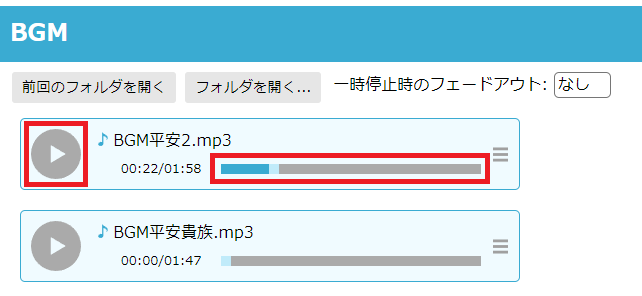 BGM
前回のフォルダを開く フォルダを開く... 一時停止時のフェードアウト: なし
♪ BGM平安2.mp3
00:22/01:58
♪ BGM平安貴族.mp3
00:00/01:47